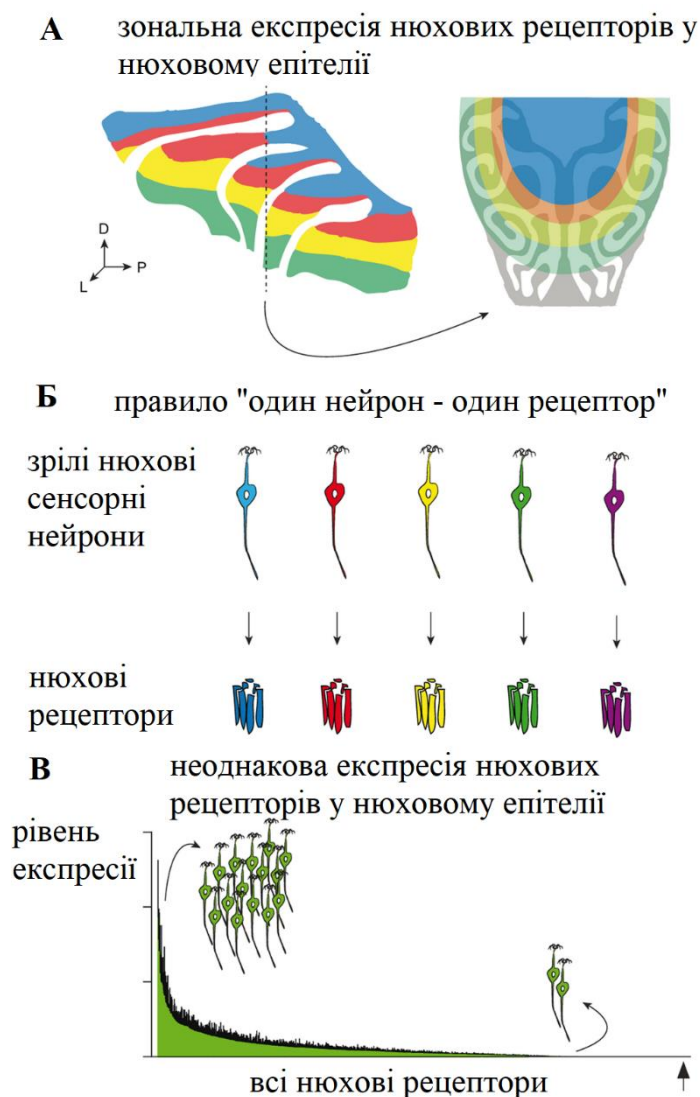 А зональна експресія нюхових рецепторів у
нюховому епітелії
D
P
L
Б правило "один нейрон - один рецептор"
зрілі нюхові
сенсорні
нейрони
нюхові
рецептори
В неоднакова експресія нюхових
рецепторів у нюховому епітелії
рівень
експресії
всі нюхові рецептори